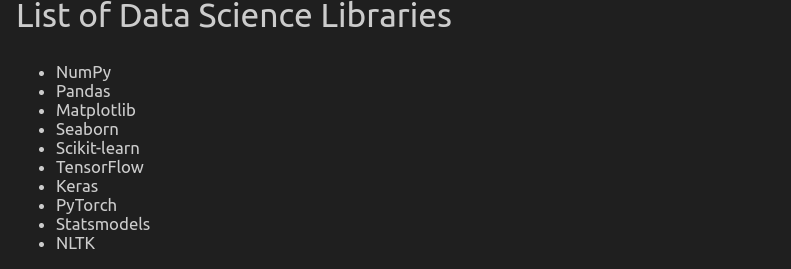 List of Data Science Libraries
• NumPy
• Pandas
• Matplotlib
• Seaborn
• Scikit-learn
• TensorFlow
• Keras
• PyTorch
• Statsmodels
• NLTK